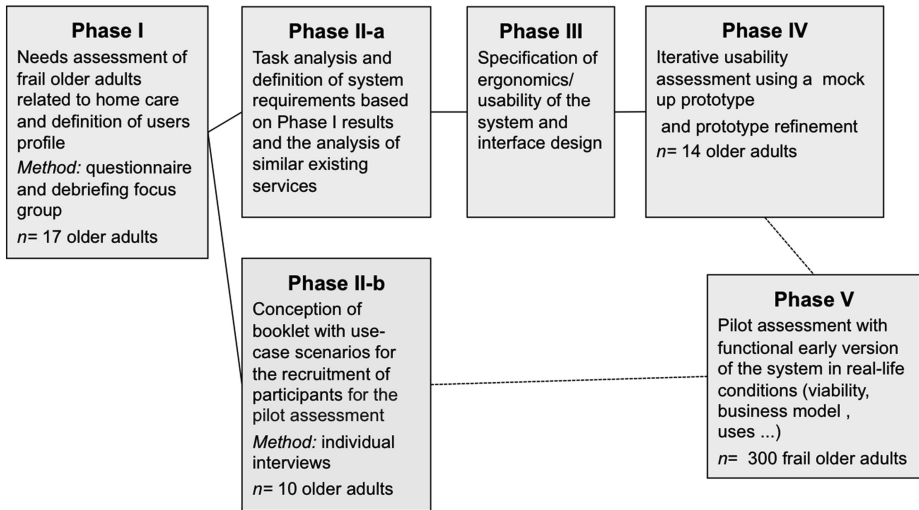 Phase I
Needs assessment of
frail older adults
related to home care
and definition of users
profile
Method: questionnaire
and debriefing focus
group
n= 17 older adults
Phase II-a
Task analysis and
definition of system
requirements based
on Phase I results
and the analysis of
similar existing
services
Phase III
Specification of
ergonomics/
usability of the
system and
interface design
Phase IV
Iterative usability
assessment using a mock
up prototype
and prototype refinement
n= 14 older adults
Phase II-b
Conception of
booklet with use-
case scenarios for
the recruitment of
participants for the
pilot assessment
Method: individual
interviews
n= 10 older adults
Phase V
Pilot assessment with
functional early version
of the system in real-life
conditions (viability,
business model ,
uses ...)
n= 300 frail older adults